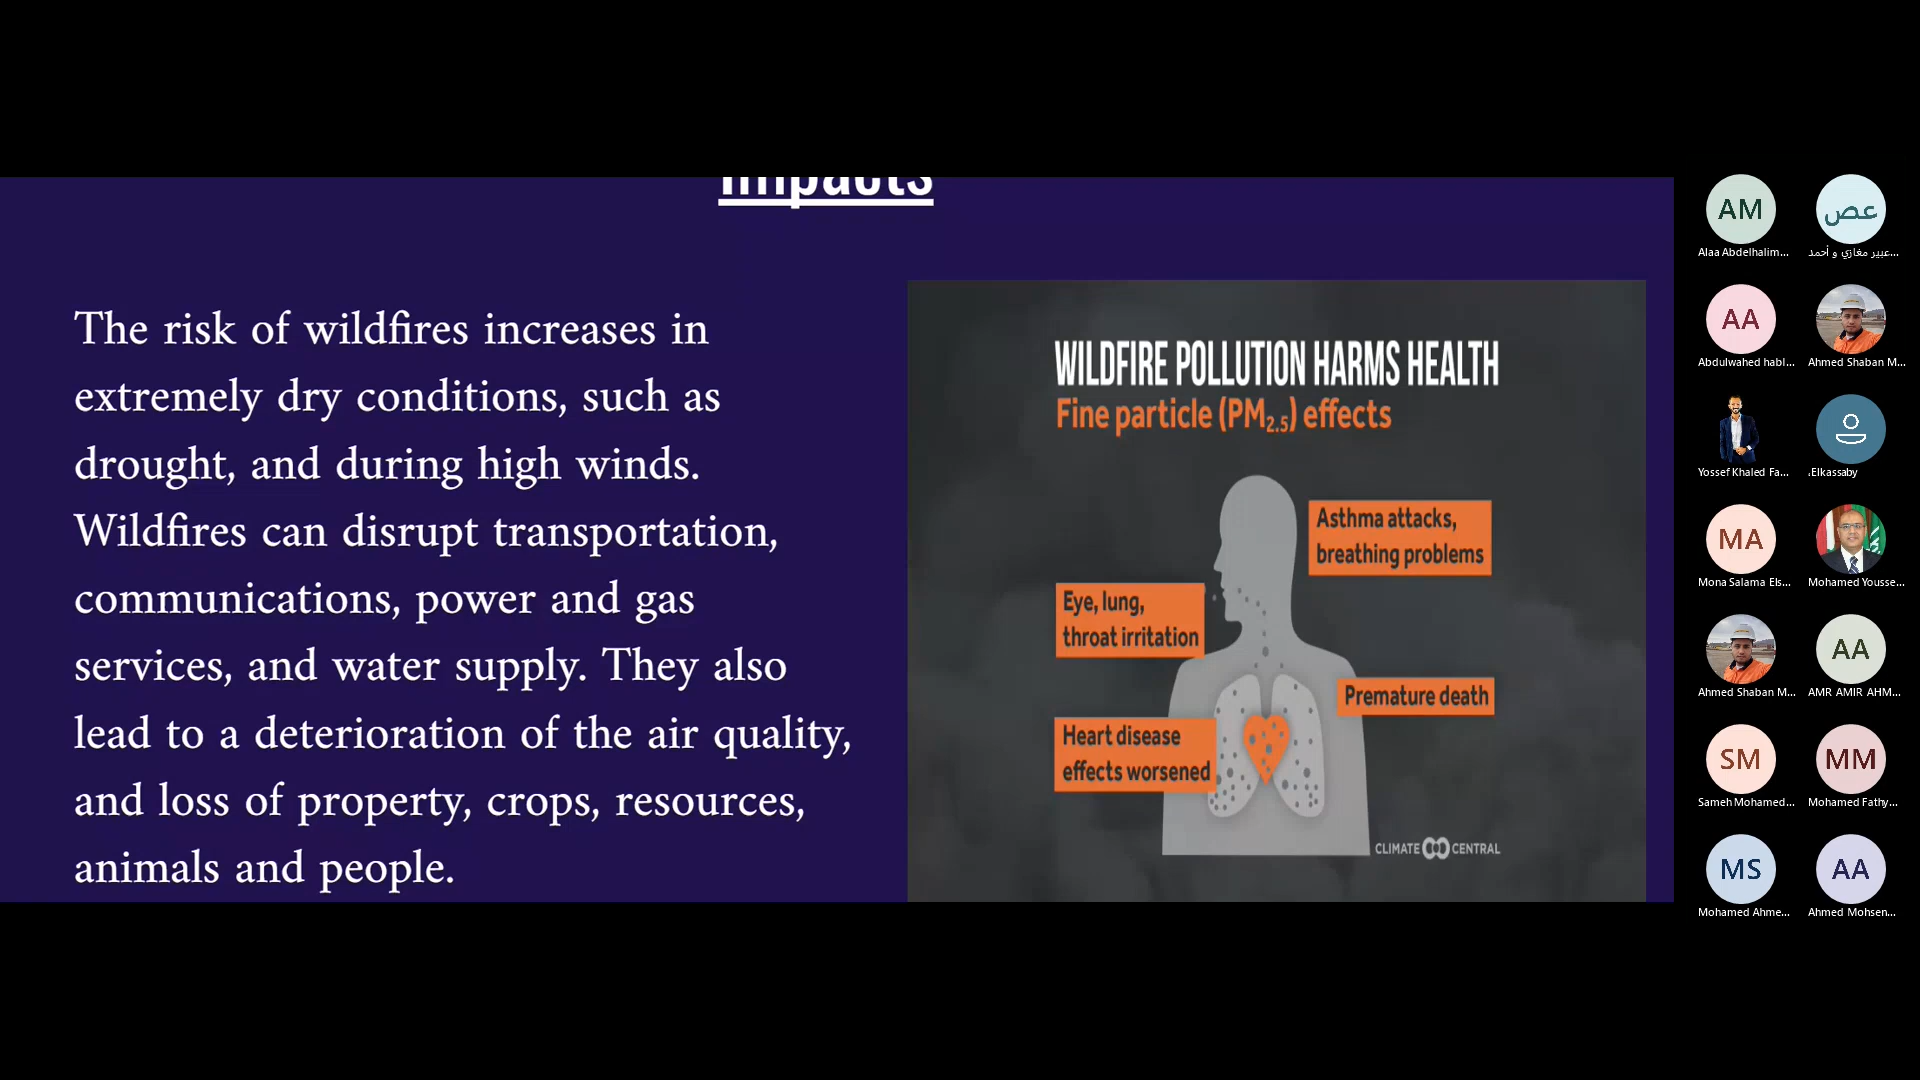 Impacts
The risk of wildfires increases in
extremely dry conditions, such as
drought, and during high winds.
Wildfires can disrupt transportation,
communications, power and gas
services, and water supply. They also
lead to a deterioration of the air quality,
and loss of property, crops, resources,
animals and people.
WILDFIRE POLLUTION HARMS HEALTH
Fine particle (PM2.5) effects
Asthma attacks,
breathing problems
Eye, lung,
throat irritation
Premature death
Heart disease
effects worsened
CLIMATE CENTRAL
AM
Alaa Abdelhalim...
عص
عبير مغازي و أحمد...
AA
Abdulwahed habl...
Ahmed Shaban M...
Yossef Khaled Fa...
Elkassaby،
MA
Mona Salama Els...
Mohamed Yousse...
Ahmed Shaban M...
AA
AMR AMIR AHM...
SM
Sameh Mohamed...
MM
Mohamed Fathy...
MS
Mohamed Ahme...
AA
Ahmed Mohsen...